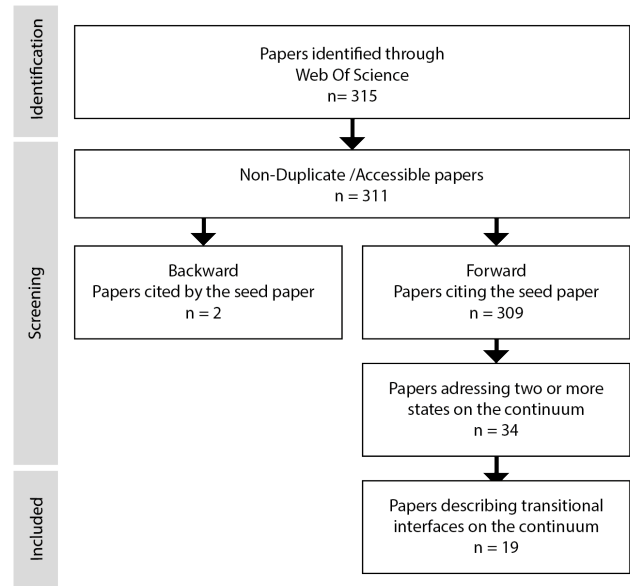 Identification
Papers identified through
Web Of Science
n= 315
Screening
Non-Duplicate /Accessible papers
n = 311
Backward
Papers cited by the seed paper
n = 2
Forward
Papers citing the seed paper
n = 309
Papers adressing two or more
states on the continuum
n = 34
Included
Papers describing transitional
interfaces on the continuum
n = 19